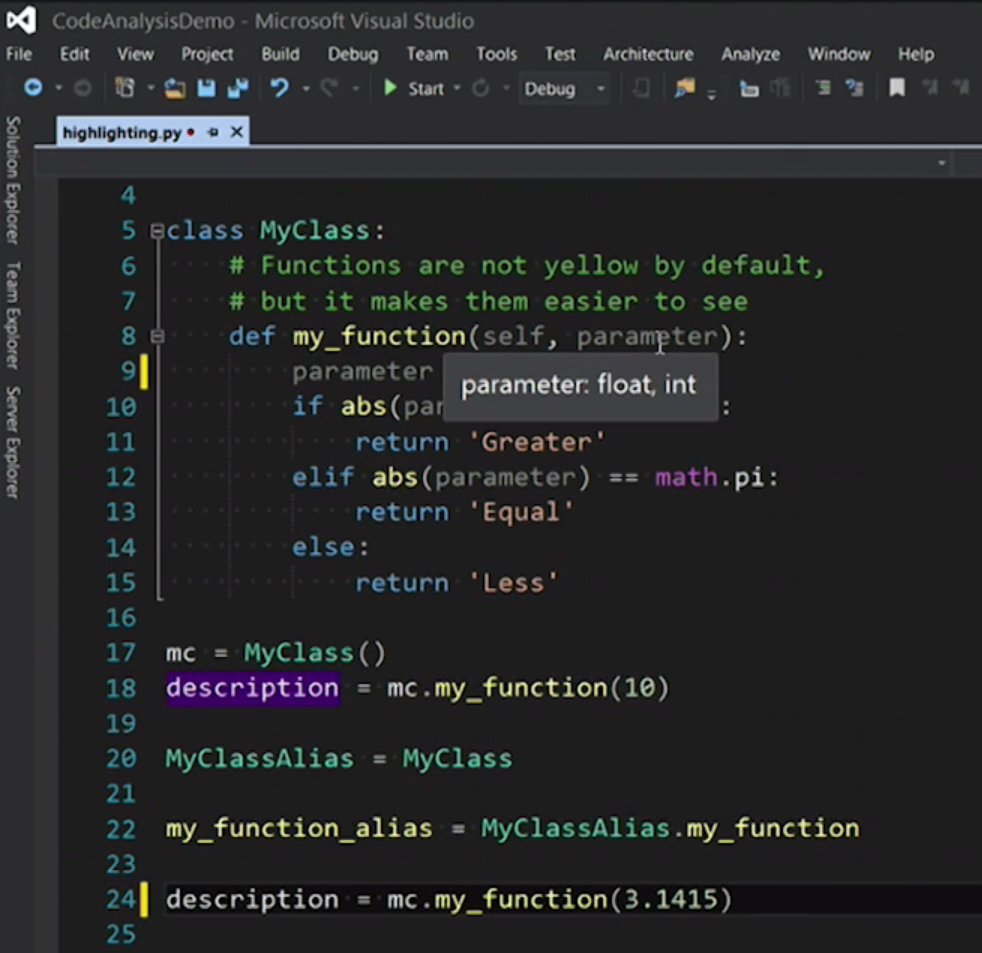 CodeAnalysisDemo - Microsoft Visual Studio
File Edit View Project Build Debug Team Tools Test Architecture Analyze Window Help
Start Debug
highlighting.py
Solution Explorer
Team Explorer
Server Explorer
4
5 class MyClass:
6 # Functions are not yellow by default,
7 # but it makes them easier to see
8 def my_function(self, parameter):
9 parameter
parameter: float, int
10 if abs(par :
11 return 'Greater'
12 elif abs(parameter) == math.pi:
13 return 'Equal'
14 else:
15 return 'Less'
16
17 mc = MyClass()
18 description = mc.my_function(10)
19
20 MyClassAlias = MyClass
21
22 my_function_alias = MyClassAlias.my_function
23
24 description = mc.my_function(3.1415)
25